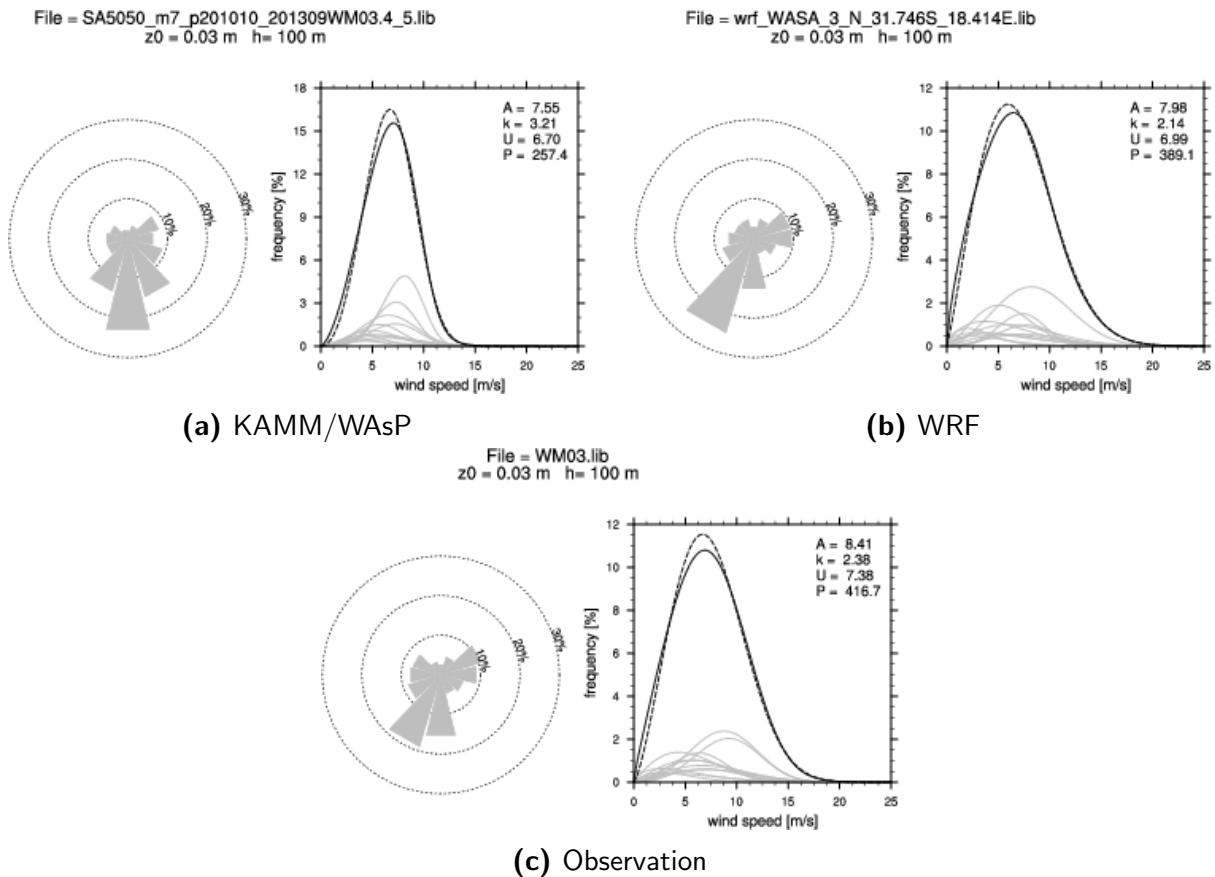 File = SA5050_m7_p201010_201309WM03.4_5.lib
z0 = 0.03 m h= 100 m
10%
20%
30%
frequency [%]
18
15
12
9
6
3
0
A = 7.55
k = 3.21
U = 6.70
P = 257.4
0 5 10 15 20 25
wind speed [m/s]
(a) KAMM/WAsP
File = wrf_WASA_3_N_31.746S_18.414E.lib
z0 = 0.03 m h= 100 m
10%
20%
30%
frequency [%]
12
10
8
6
4
2
0
A = 7.98
k = 2.14
U = 6.99
P = 389.1
0 5 10 15 20 25
wind speed [m/s]
(b) WRF
File = WM03.lib
z0 = 0.03 m h= 100 m
10%
20%
30%
frequency [%]
12
10
8
6
4
2
0
A = 8.41
k = 2.38
U = 7.38
P = 416.7
0 5 10 15 20 25
wind speed [m/s]
(c) Observation